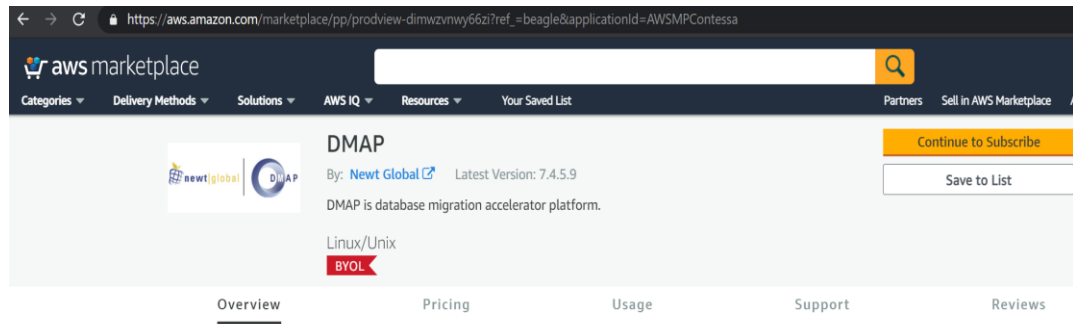 https://aws.amazon.com/marketplace/pp/prodview-dimwzvnwy66zi?ref_=beagle&applicationId=AWSMPContessa
aws marketplace
Categories Delivery Methods Solutions AWS IQ Resources Your Saved List Partners Sell in AWS Marketplace
DMAP
Continue to Subscribe
newt|global DMAP
By: Newt Global Latest Version: 7.4.5.9
Save to List
DMAP is database migration accelerator platform.
Linux/Unix
BYOL
Overview Pricing Usage Support Reviews